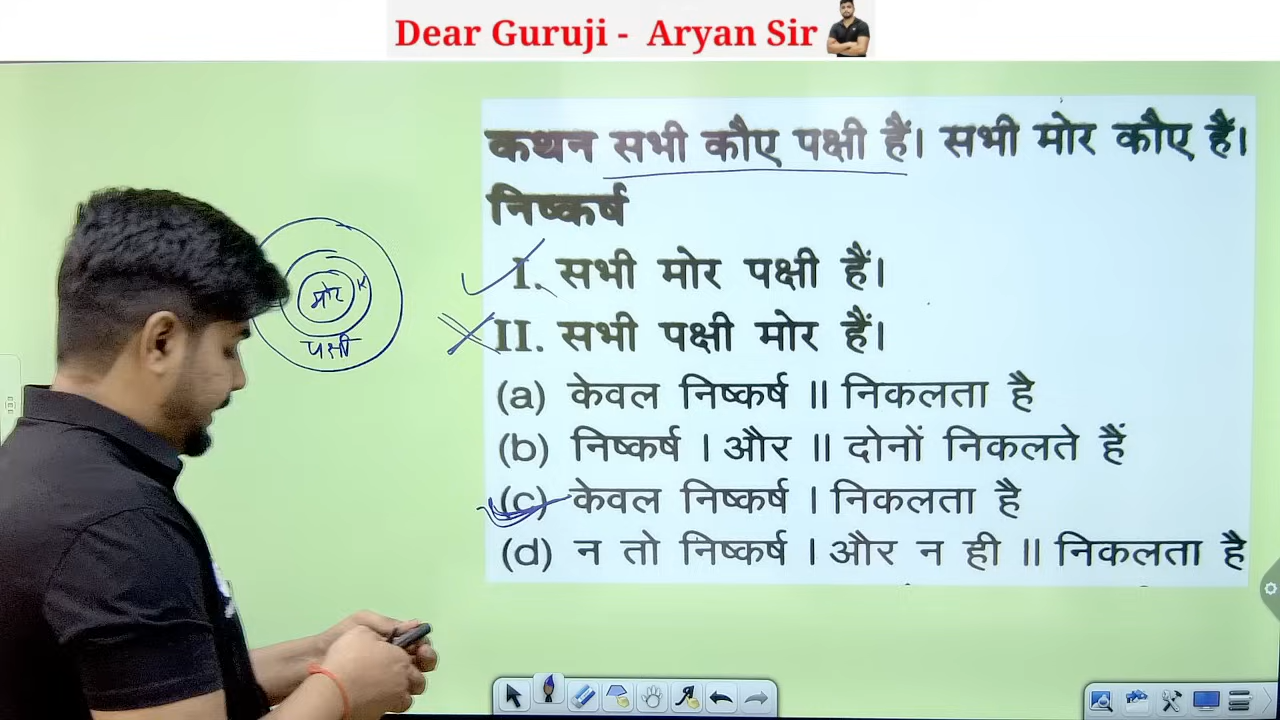 Dear Guruji - Aryan Sir
कथन सभी कौए पक्षी हैं। सभी मोर कौए हैं।
निष्कर्ष
I. सभी मोर पक्षी हैं।
II. सभी पक्षी मोर हैं।
(a) केवल निष्कर्ष II निकलता है
(b) निष्कर्ष I और II दोनों निकलते हैं
(c) केवल निष्कर्ष I निकलता है
(d) न तो निष्कर्ष I और न ही II निकलता है
मोर K
पक्षी